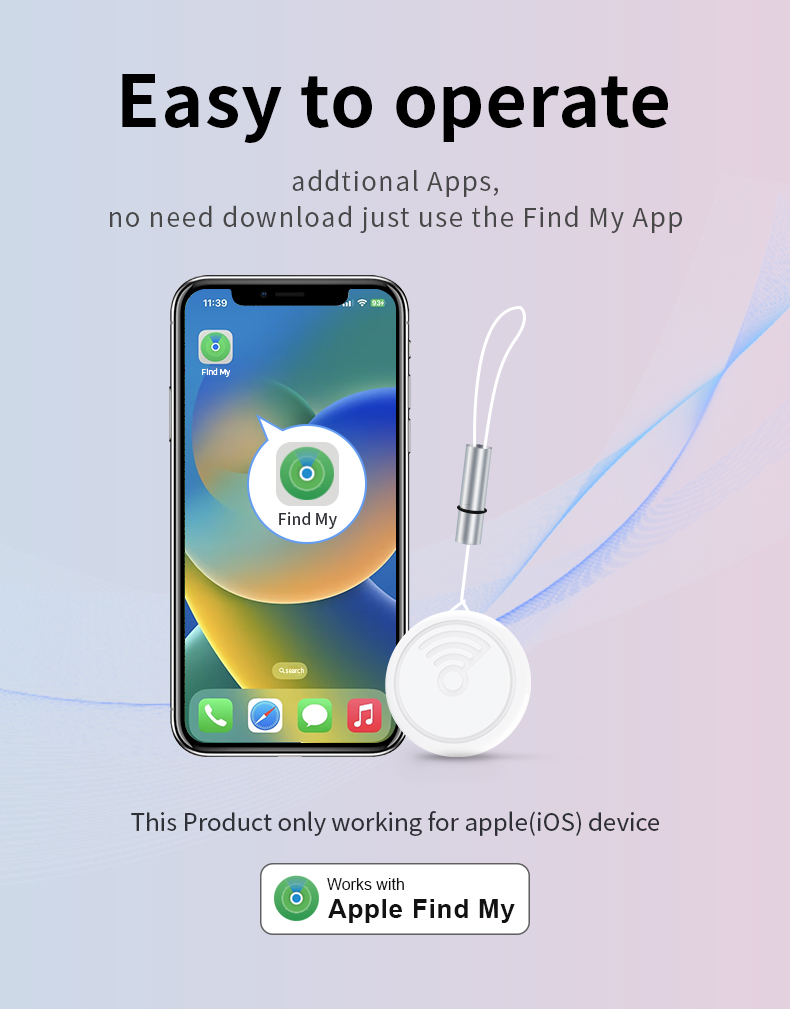 Easy to operate
addtional Apps,
no need download just use the Find My App
11:39
93+
Find My
Find My
search
This Product only working for apple(iOS) device
Works with
Apple Find My